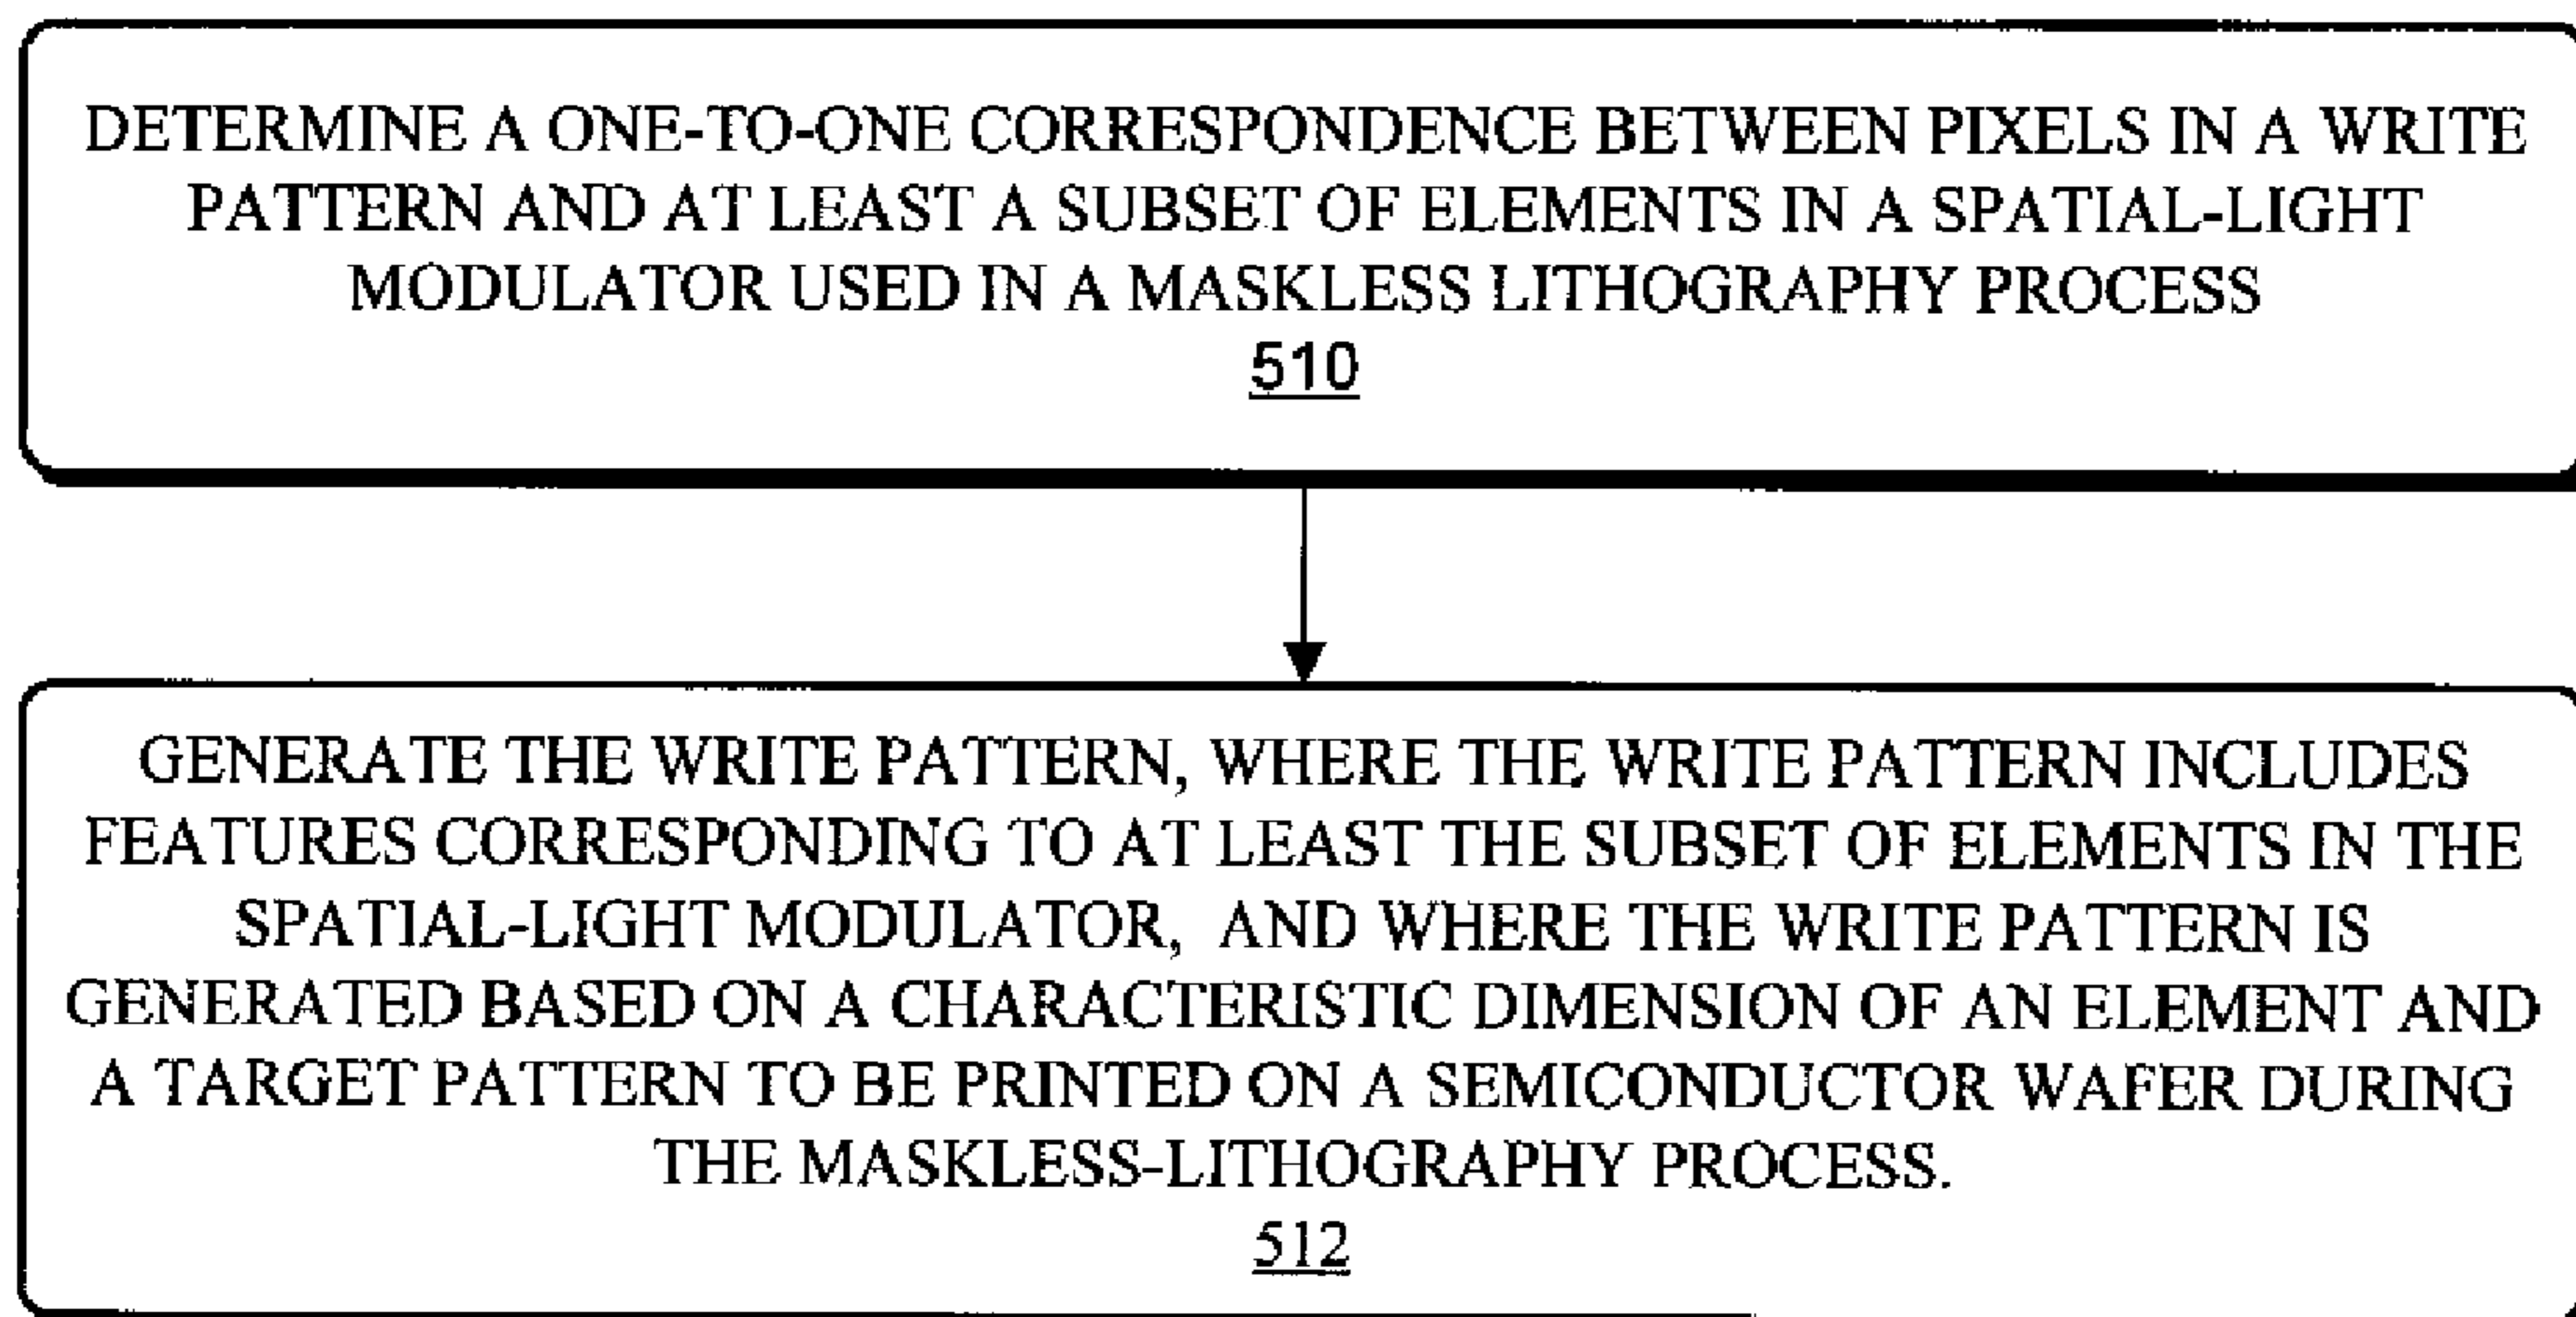 DETERMINE A ONE-TO-ONE CORRESPONDENCE BETWEEN PIXELS IN A WRITE
PATTERN AND AT LEAST A SUBSET OF ELEMENTS IN A SPATIAL-LIGHT
MODULATOR USED IN A MASKLESS LITHOGRAPHY PROCESS
510
GENERATE THE WRITE PATTERN, WHERE THE WRITE PATTERN INCLUDES
FEATURES CORRESPONDING TO AT LEAST THE SUBSET OF ELEMENTS IN THE
SPATIAL-LIGHT MODULATOR, AND WHERE THE WRITE PATTERN IS
GENERATED BASED ON A CHARACTERISTIC DIMENSION OF AN ELEMENT AND
A TARGET PATTERN TO BE PRINTED ON A SEMICONDUCTOR WAFER DURING
THE MASKLESS-LITHOGRAPHY PROCESS.
512